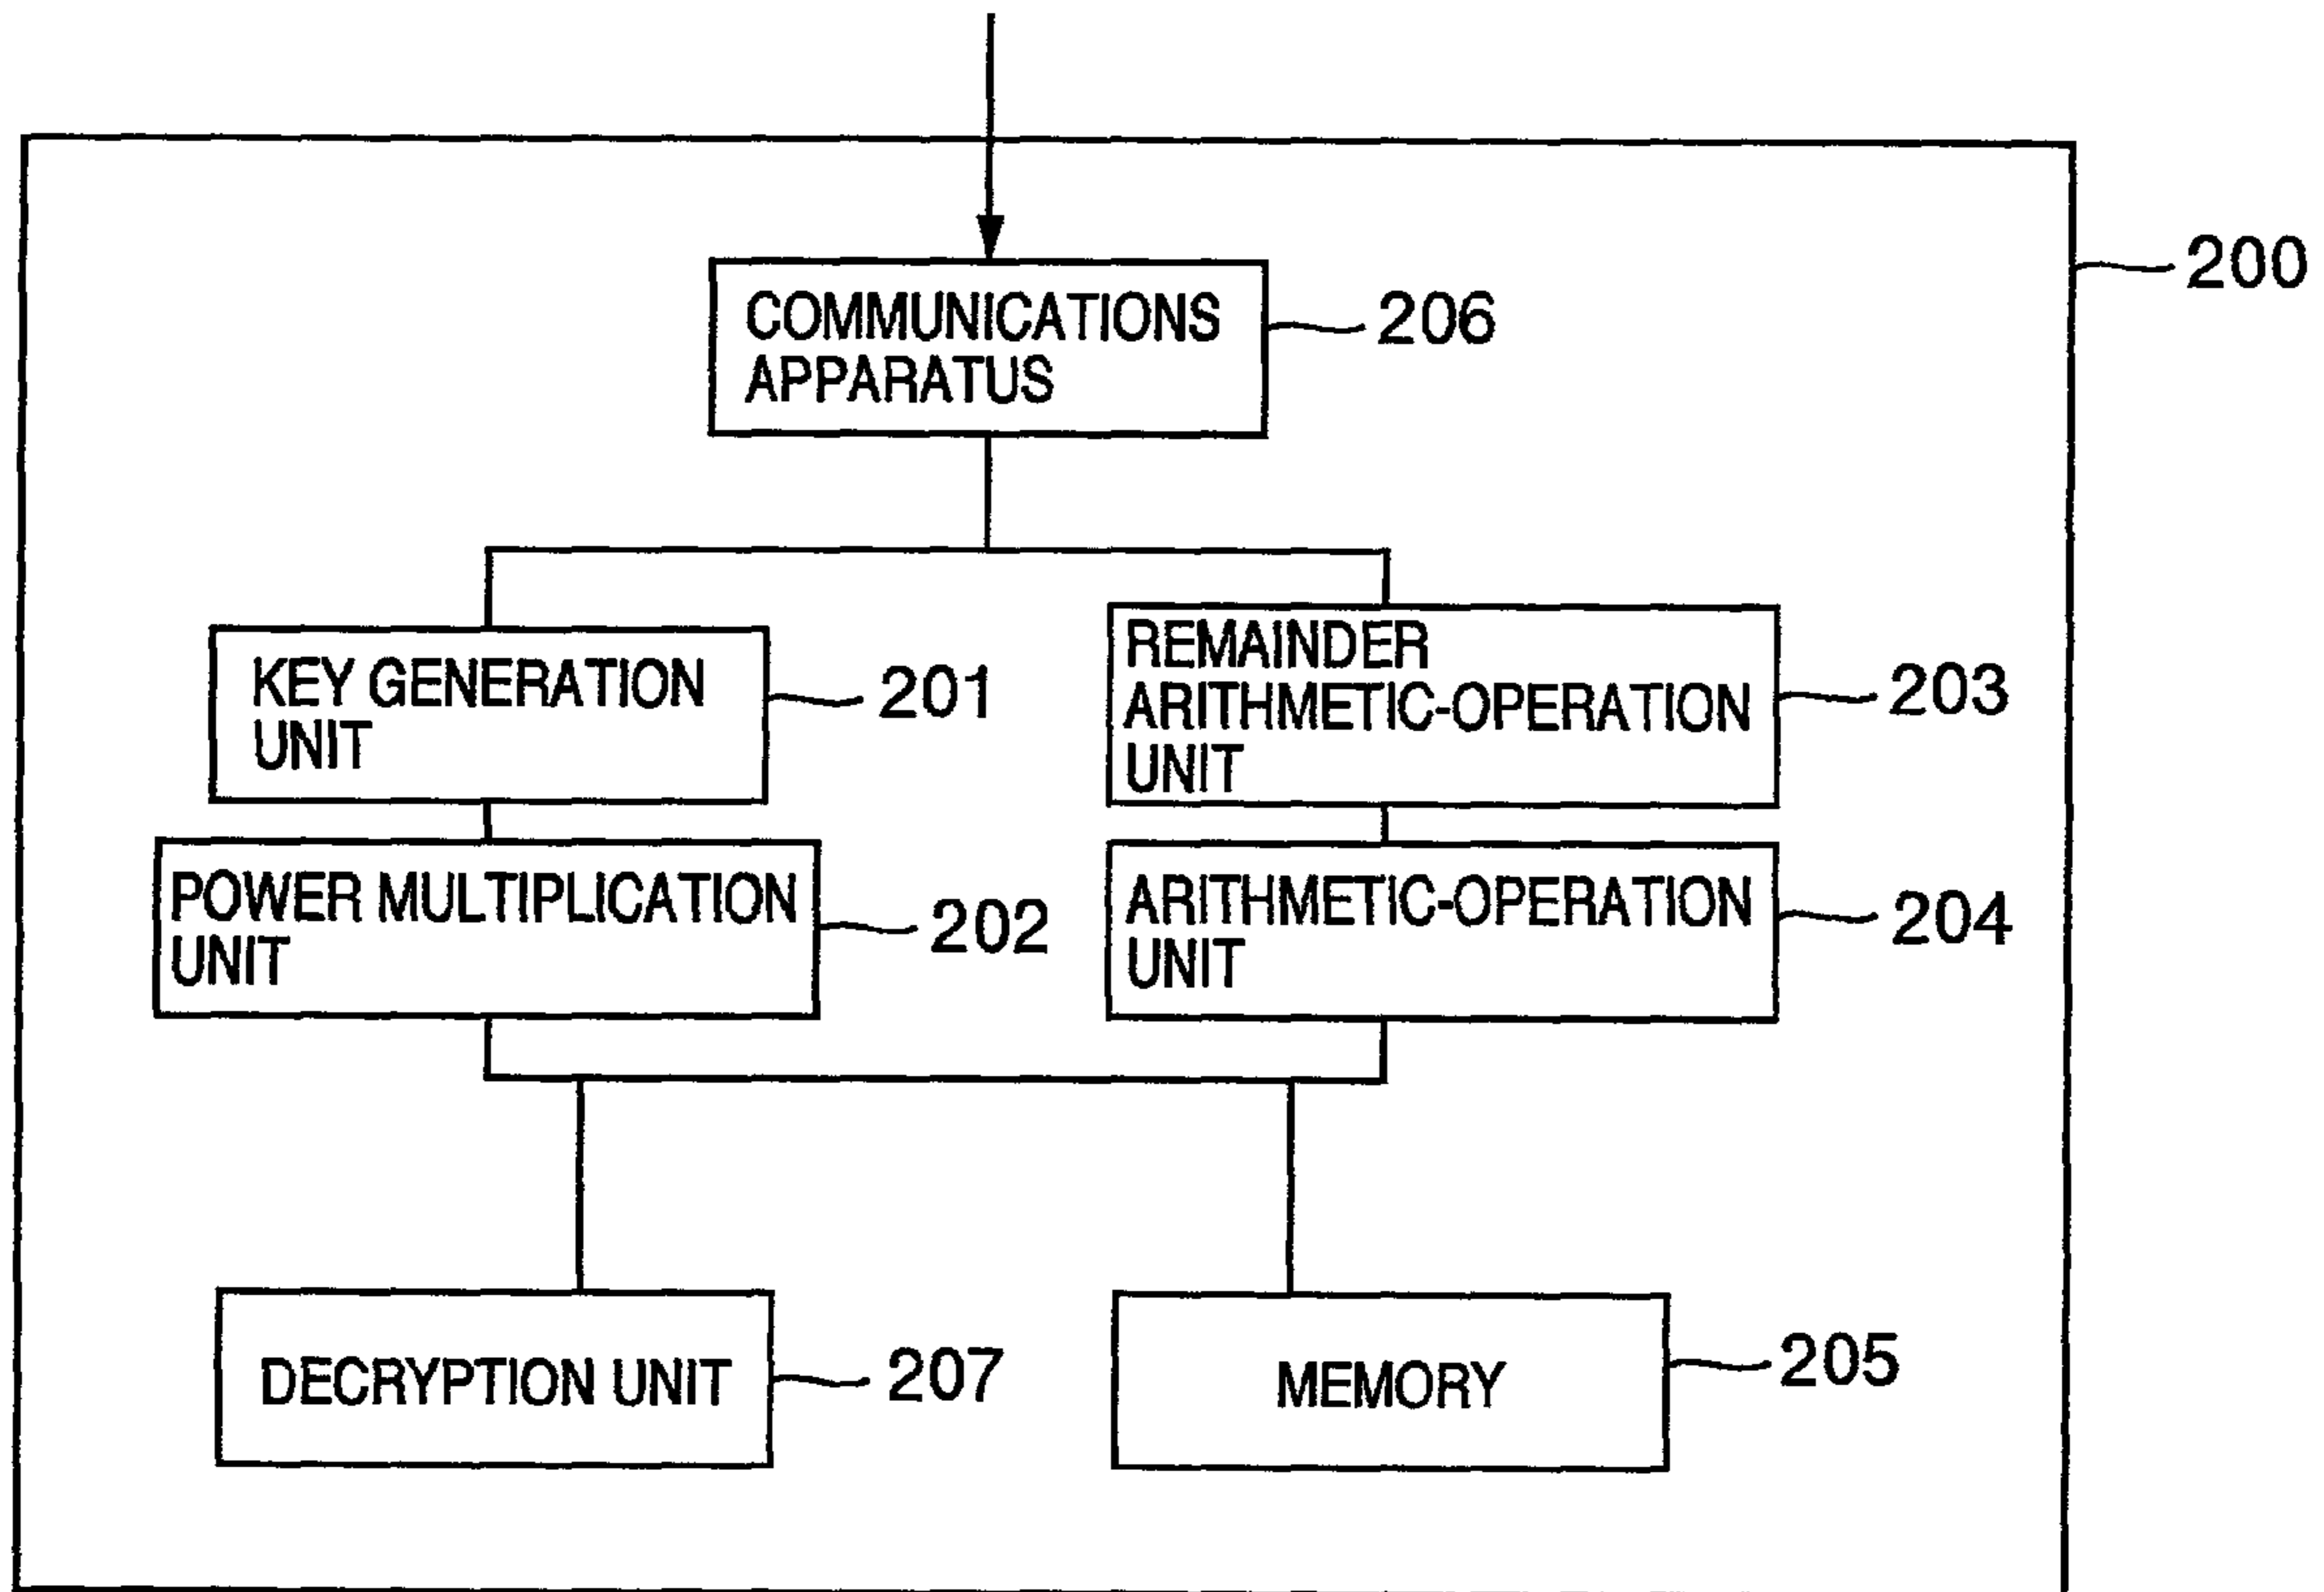 200
COMMUNICATIONS
APPARATUS
206
KEY GENERATION
UNIT
201
REMAINDER
ARITHMETIC-OPERATION
UNIT
203
POWER MULTIPLICATION
UNIT
202
ARITHMETIC-OPERATION
UNIT
204
DECRYPTION UNIT
207
MEMORY
205